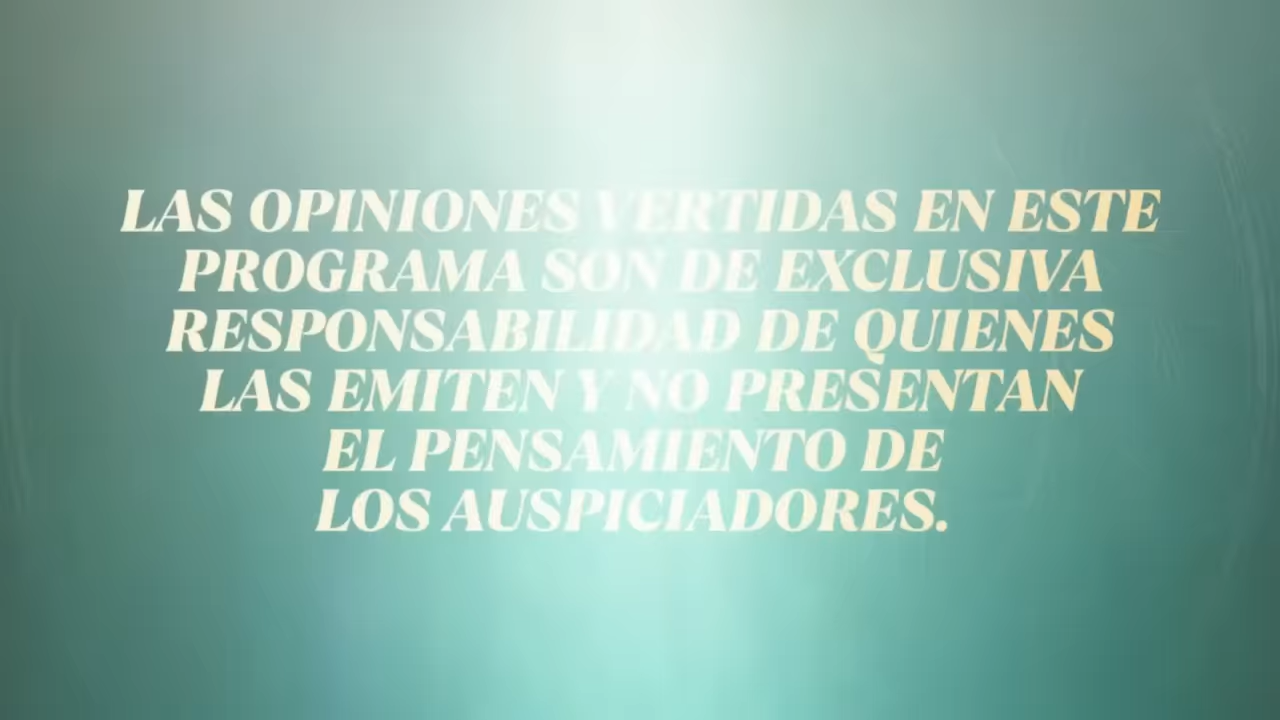 LAS OPINIONES VERTIDAS EN ESTE
PROGRAMA SON DE EXCLUSIVA
RESPONSABILIDAD DE QUIENES
LAS EMITEN Y NO PRESENTAN
EL PENSAMIENTO DE
LOS AUSPICIADORES.